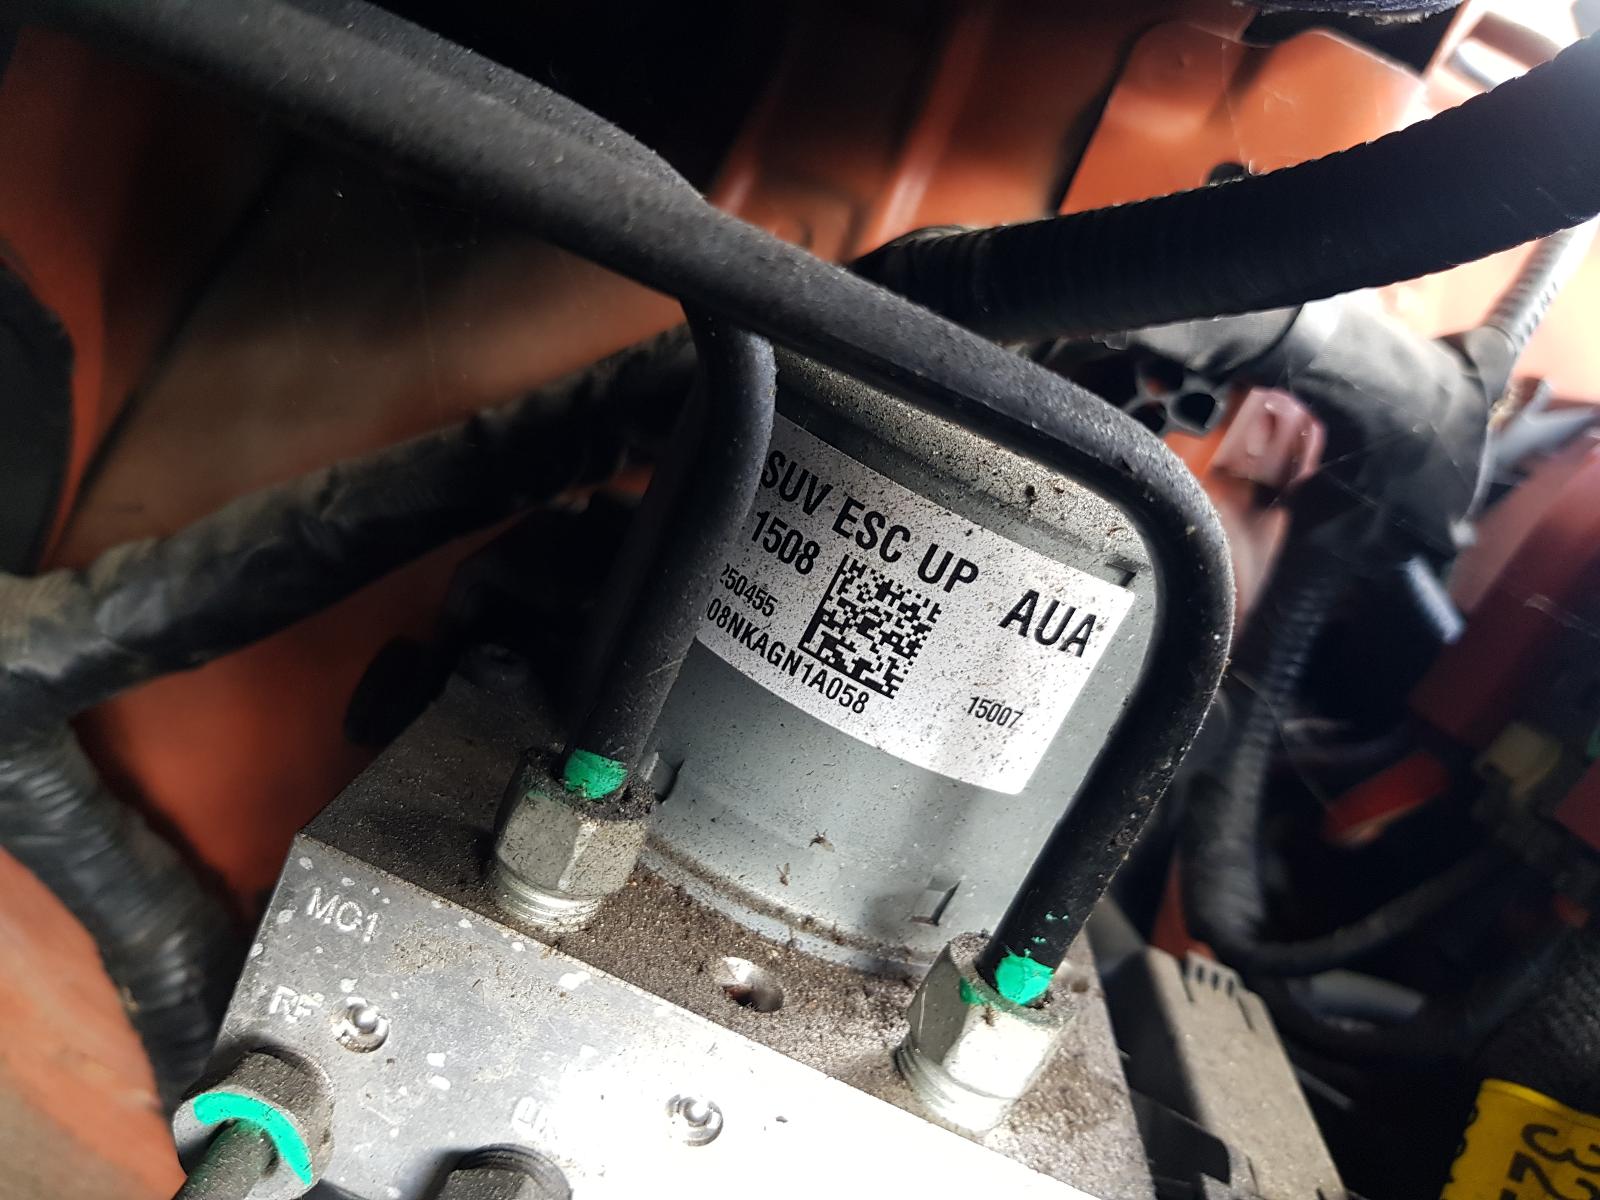 SUV ESC UP AUA
1508
250455
08NKAGN1A058
15007
MC1
RF